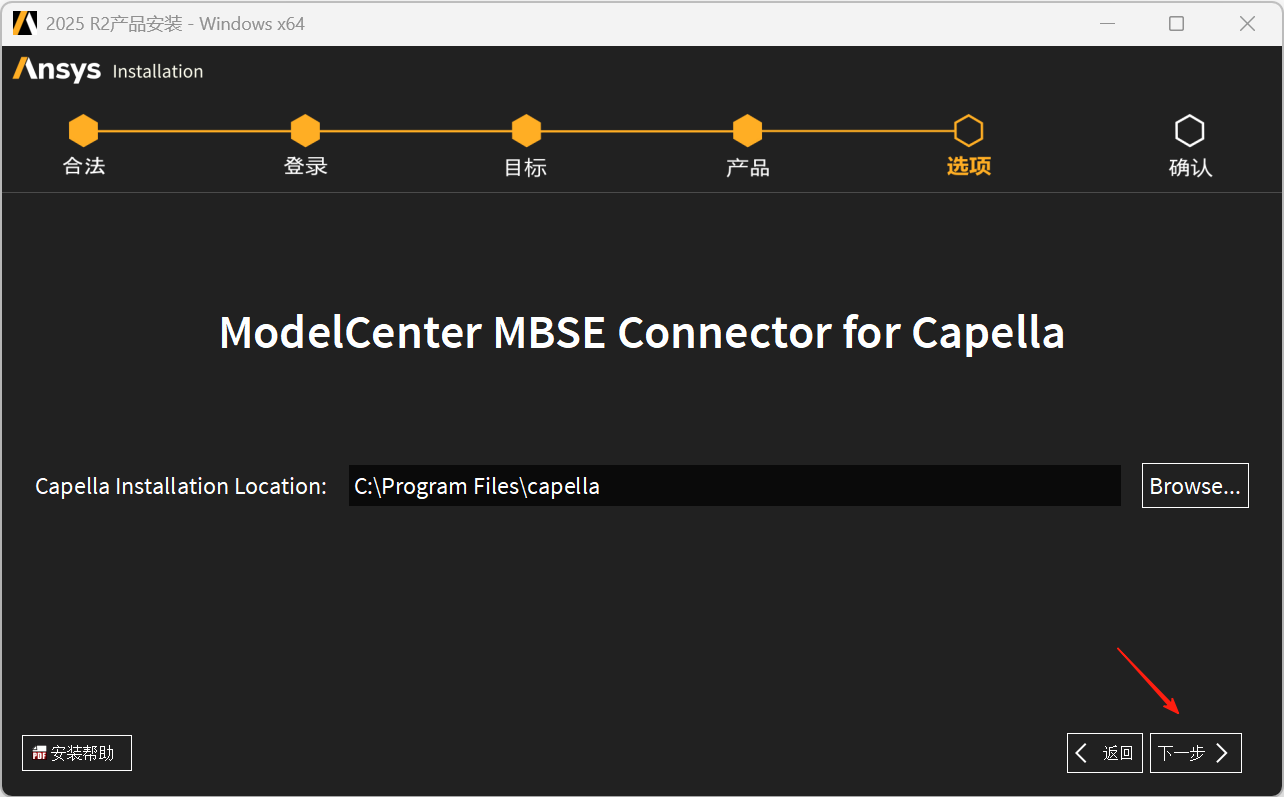 2025 R2产品安装 - Windows x64
Ansys Installation
合法 登录 目标 产品 选项 确认
ModelCenter MBSE Connector for Capella
Capella Installation Location: C:\Program Files\capella Browse...
PDF 安装帮助 返回 下一步